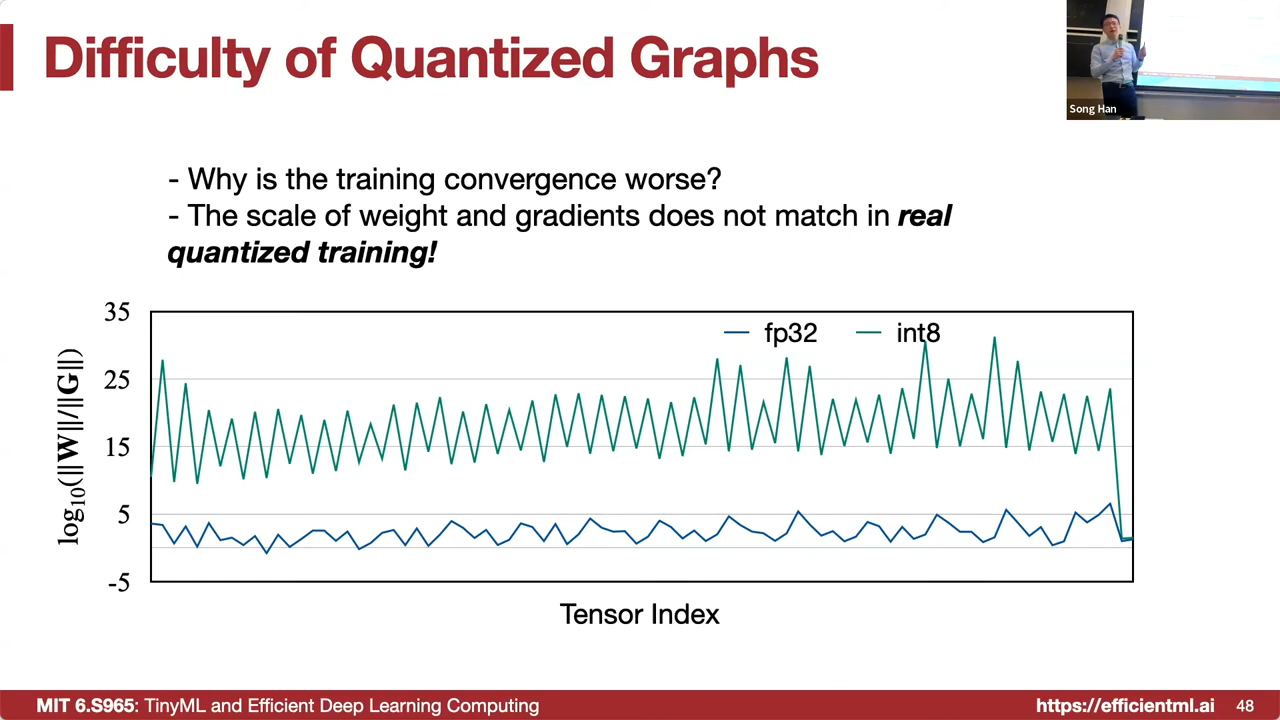 Difficulty of Quantized Graphs
Song Han
- Why is the training convergence worse?
- The scale of weight and gradients does not match in real
quantized training!
35
25
15
5
-5
log10(||W||/||G||)
fp32
int8
Tensor Index
MIT 6.S965: TinyML and Efficient Deep Learning Computing
https://efficientml.ai
48